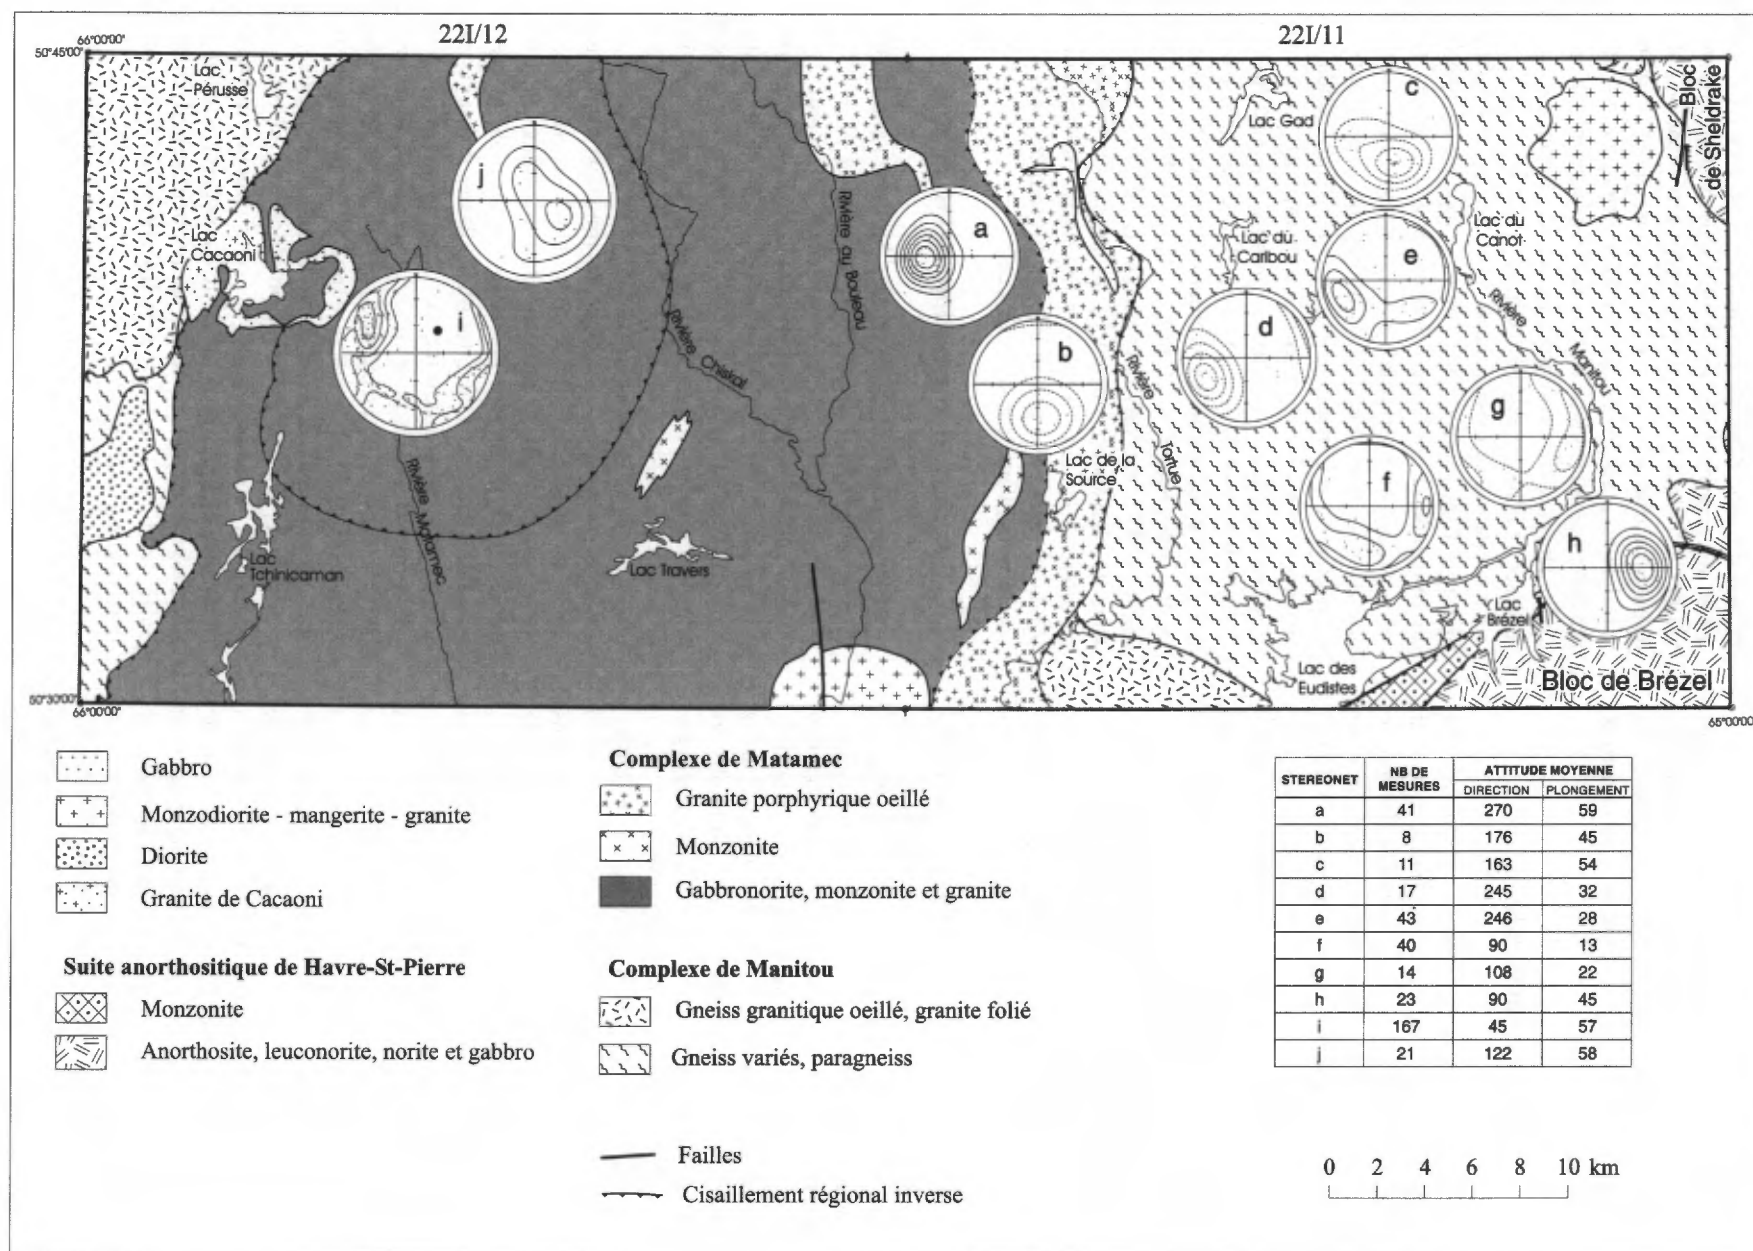 22I/12
22I/11
66°00'00"
50°45'00"
Lac
Pérusse
Bloc
de Sheldrake
c
Lac Gad
j
Lac
Cacaoni
Rivière au Bouleau
a
Lac du
Caribou
e
Lac du
Canot
i
Rivière Chiskal
b
Rivière
Tortue
d
Rivière
Manitou
g
Rivière Matamec
Lac de la
Source
f
Lac
Tchinicaman
Lac Travers
h
Lac
Brézel
Lac des
Eudistes
Bloc de Brézel
50°30'00"
66°00'00"
65°00'00"
Gabbro
Monzodiorite - mangerite - granite
Diorite
Granite de Cacaoni
Suite anorthositique de Havre-St-Pierre
Monzonite
Anorthosite, leuconorite, norite et gabbro
Complexe de Matamec
Granite porphyrique oeillé
Monzonite
Gabbronorite, monzonite et granite
Complexe de Manitou
Gneiss granitique oeillé, granite folié
Gneiss variés, paragneiss
Failles
Cisaillement régional inverse
STEREONET NB DE MESURES ATTITUDE MOYENNE
DIRECTION PLONGEMENT
a 41 270 59
b 8 176 45
c 11 163 54
d 17 245 32
e 43 246 28
f 40 90 13
g 14 108 22
h 23 90 45
i 167 45 57
j 21 122 58
0 2 4 6 8 10 km